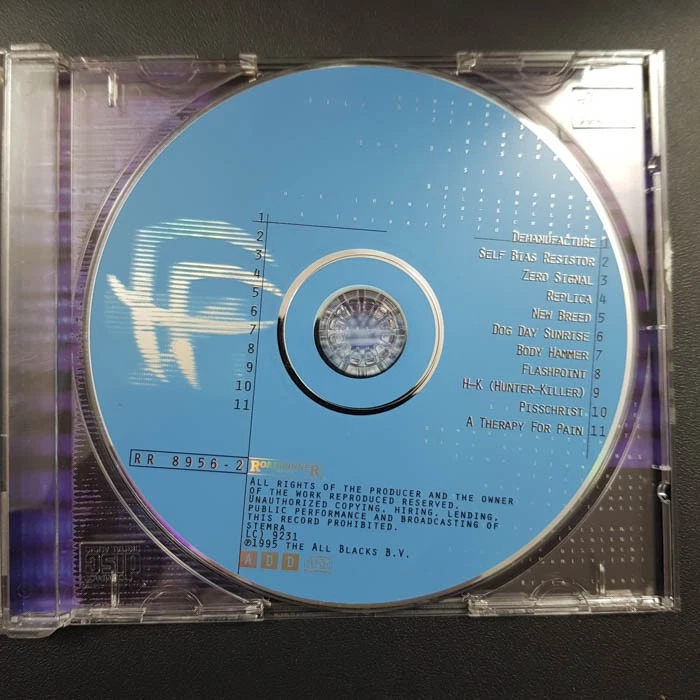 1
2
3
4
5
6
7
8
9
10
11
DEMANUFACTURE 1
SELF BIAS RESISTOR 2
ZERO SIGNAL 3
REPLICA 4
NEW BREED 5
DOG DAY SUNRISE 6
BODY HAMMER 7
FLASHPOINT 8
H-K (HUNTER-KILLER) 9
PISSCHRIST 10
A THERAPY FOR PAIN 11
RR 8956-2
ROADRUNNER
ALL RIGHTS OF THE PRODUCER AND THE OWNER
OF THE WORK REPRODUCED RESERVED.
UNAUTHORIZED COPYING, HIRING, LENDING,
PUBLIC PERFORMANCE AND BROADCASTING OF
THIS RECORD PROHIBITED.
STEMRA
LC) 9231
℗1995 THE ALL BLACKS B.V.
ADD